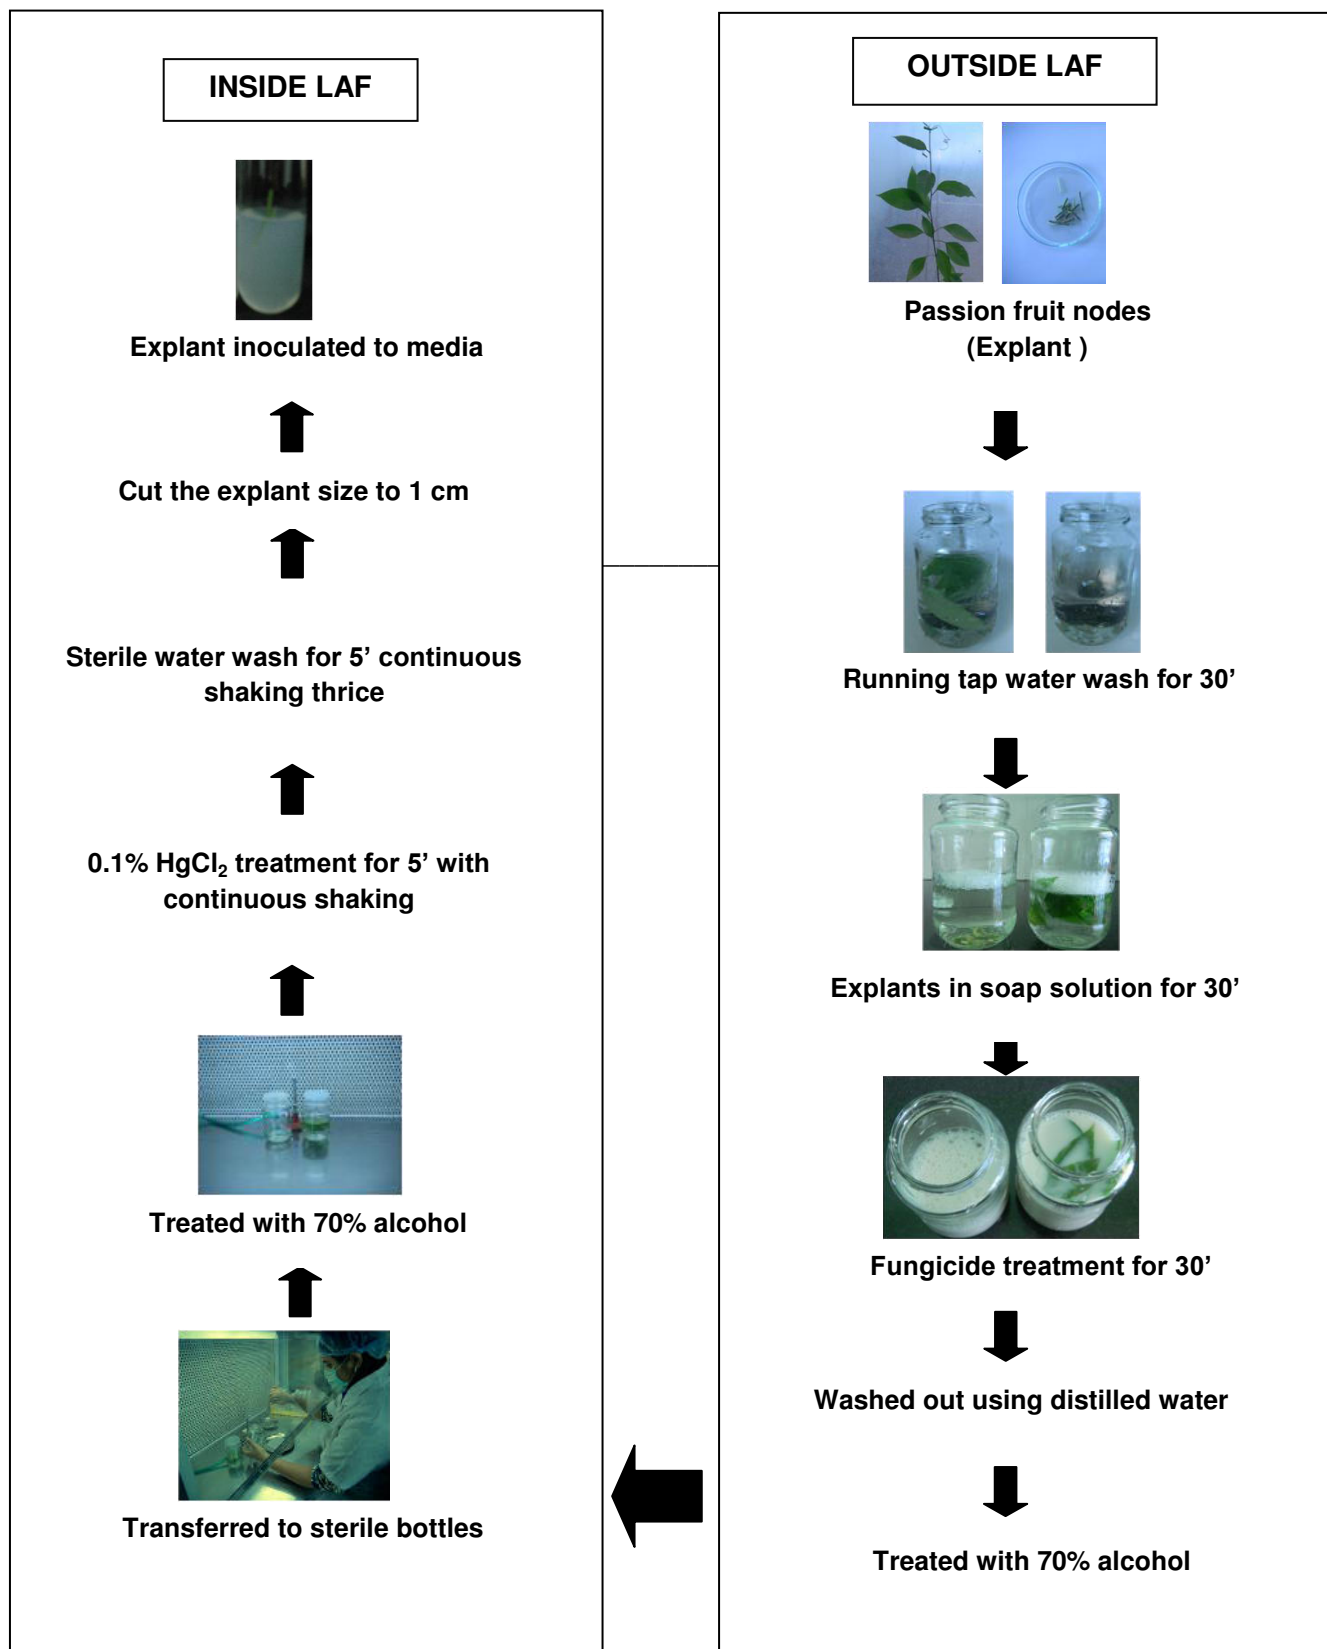 INSIDE LAF
Explant inoculated to media
Cut the explant size to 1 cm
Sterile water wash for 5’ continuous
shaking thrice
0.1% HgCl₂ treatment for 5’ with
continuous shaking
Treated with 70% alcohol
Transferred to sterile bottles
OUTSIDE LAF
Passion fruit nodes
(Explant )
Running tap water wash for 30’
Explants in soap solution for 30’
Fungicide treatment for 30’
Washed out using distilled water
Treated with 70% alcohol